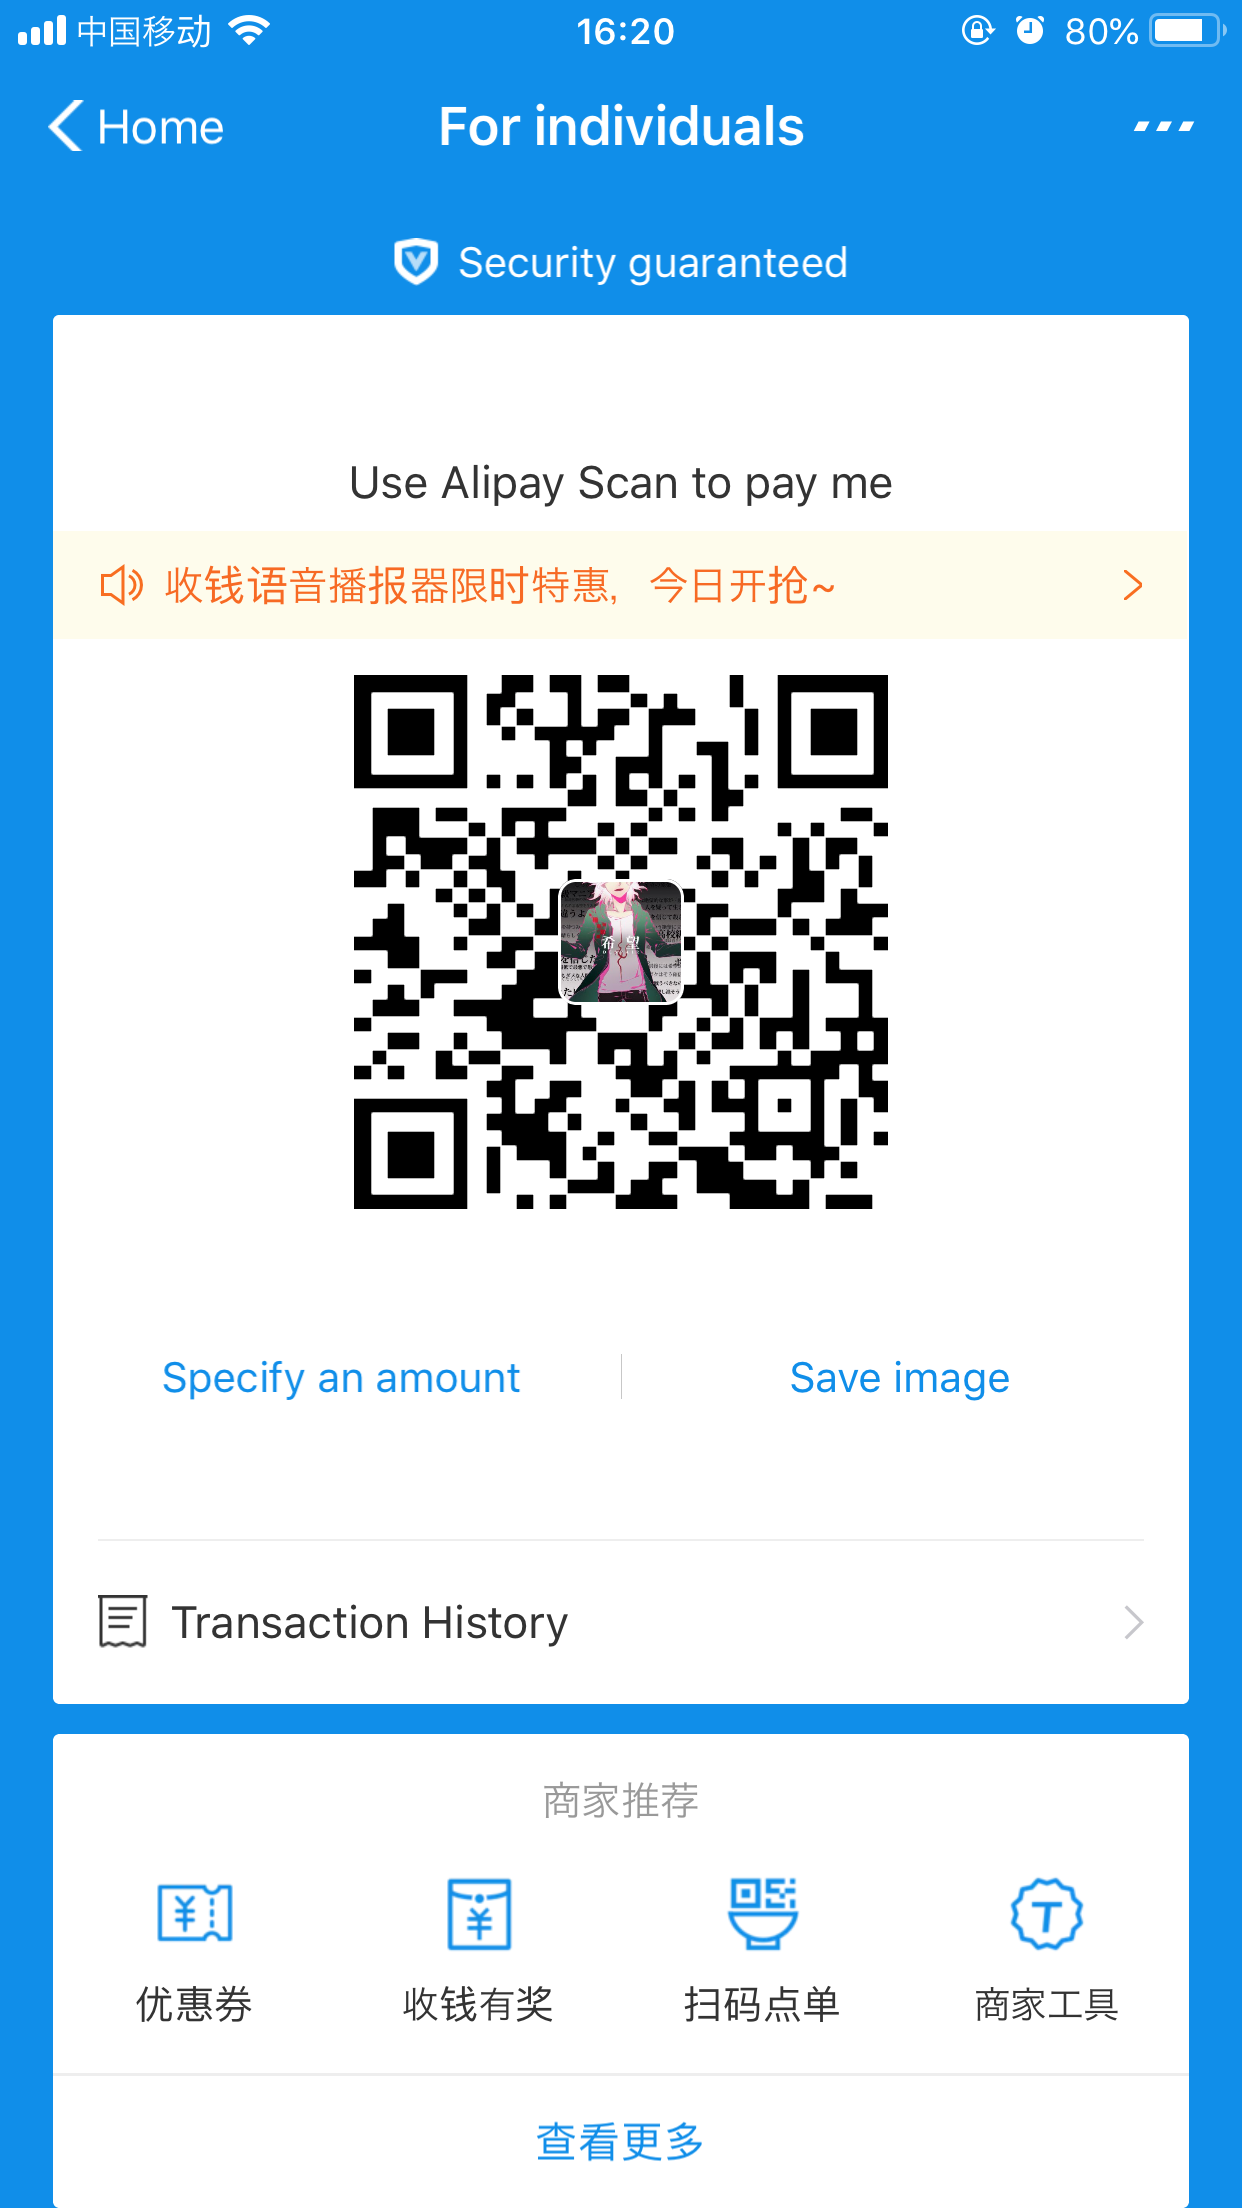 中国移动 16:20 80%
Home For individuals
Security guaranteed
Use Alipay Scan to pay me
收钱语音播报器限时特惠, 今日开抢~
希望
Specify an amount Save image
Transaction History
商家推荐
优惠券 收钱有奖 扫码点单 商家工具
查看更多